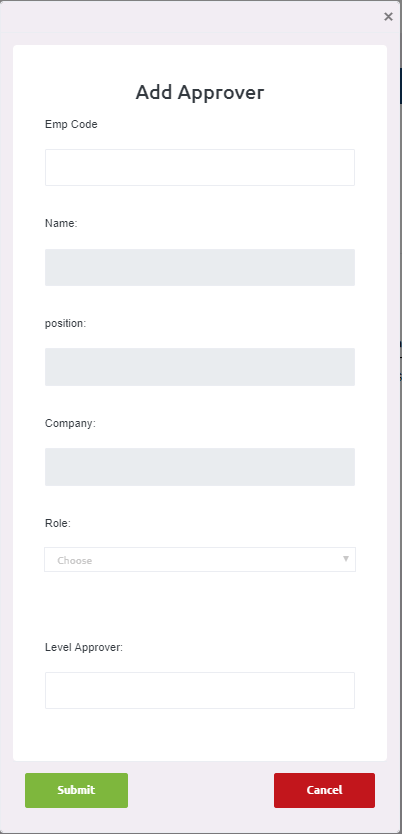 ×
Add Approver
Emp Code
Name:
position:
Company:
Role:
Choose
Level Approver:
Submit
Cancel